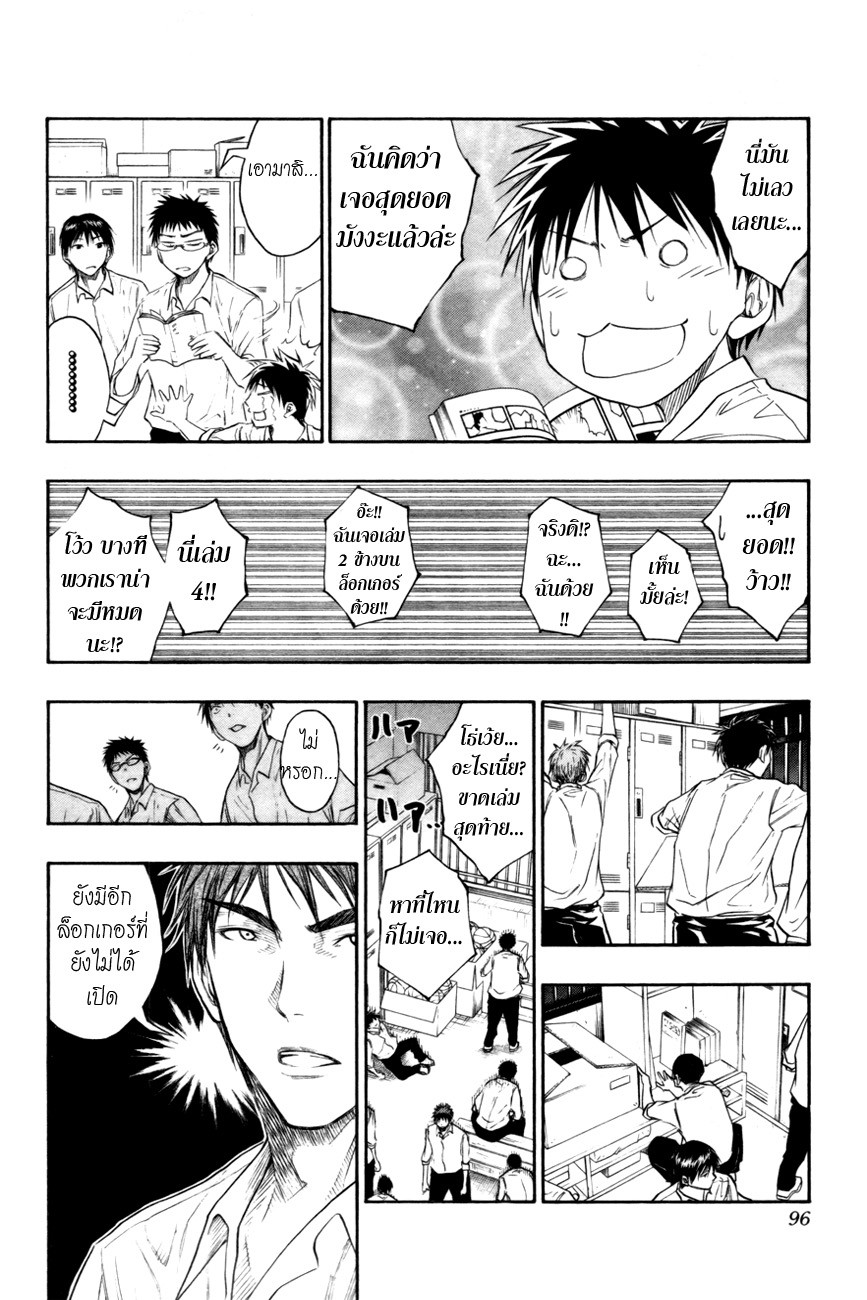 นี่มัน
ไม่เลว
เลยนะ...
ฉันคิดว่า
เจอสุดยอด
มังงะแล้วล่ะ
เอามาสิ...
...สุด
ยอด!!
ว้าว!!
เห็น
มั้ยล่ะ!
จริงดิ!?
ฉะ...
ฉันด้วย
!!
อ๊ะ!!
ฉันเจอเล่ม
2 ข้างบน
ล็อกเกอร์
ด้วย!!
นี่เล่ม
4!!
โว้ว บางที
พวกเราน่า
จะมีหมด
นะ!?
โธ่เว้ย...
อะไรเนี่ย?
ขาดเล่ม
สุดท้าย...
หาที่ไหน
ก็ไม่เจอ...
ハァ
ハァ...
ไม่
หรอก...
ยังมีอีก
ล็อกเกอร์ที่
ยังไม่ได้
เปิด
96